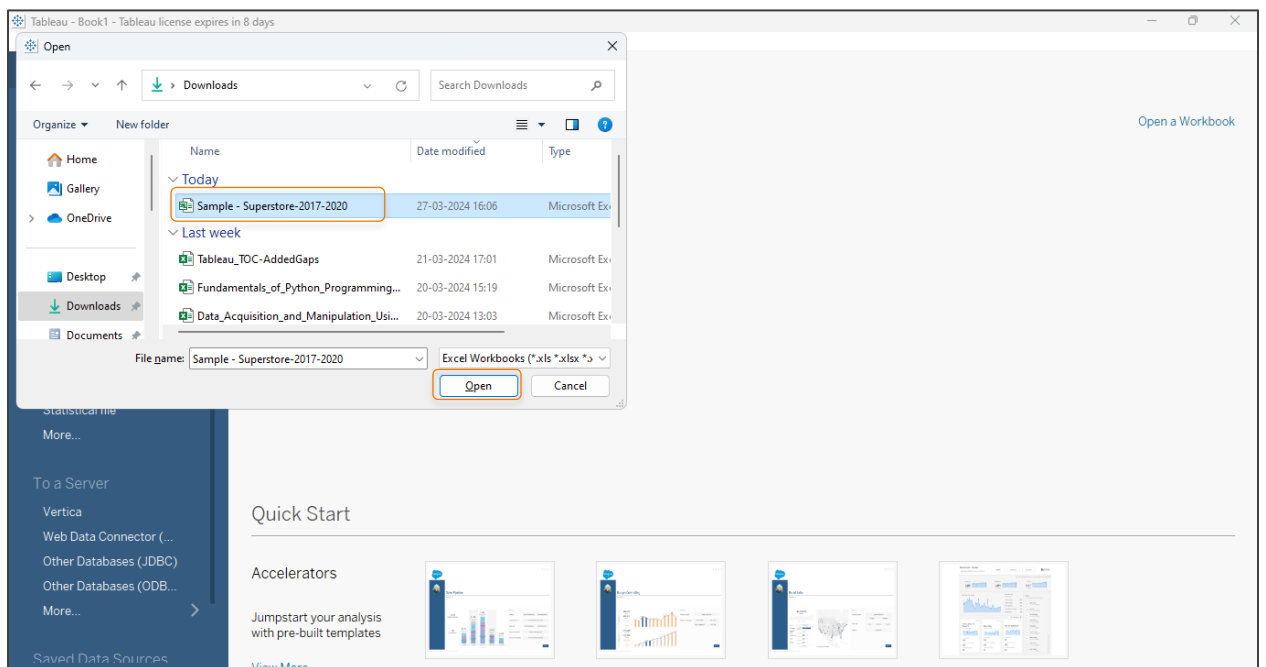 Tableau - Book1 - Tableau license expires in 8 days
Open
Downloads
Search Downloads
Organize
New folder
Home
Gallery
OneDrive
Desktop
Downloads
Documents
Name Date modified Type
Today
Sample - Superstore-2017-2020 27-03-2024 16:06 Microsoft Ex
Last week
Tableau_TOC-AddedGaps 21-03-2024 17:01 Microsoft Ex
Fundamentals_of_Python_Programming... 20-03-2024 15:19 Microsoft Ex
Data_Acquisition_and_Manipulation_Usi... 20-03-2024 13:03 Microsoft Ex
File name: Sample - Superstore-2017-2020 Excel Workbooks (*.xls *.xlsx *.
Open Cancel
Open a Workbook
Statistical file
More...
To a Server
Vertica
Web Data Connector (...
Other Databases (JDBC)
Other Databases (ODB...
More...
Saved Data Sources
Quick Start
Accelerators
Jumpstart your analysis
with pre-built templates
View More